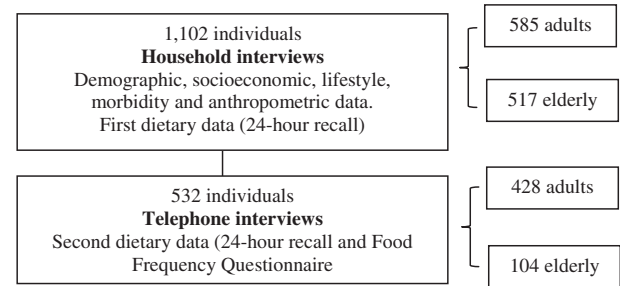 1,102 individuals
Household interviews
Demographic, socioeconomic, lifestyle,
morbidity and anthropometric data.
First dietary data (24-hour recall)
585 adults
517 elderly
532 individuals
Telephone interviews
Second dietary data (24-hour recall and Food
Frequency Questionnaire
428 adults
104 elderly